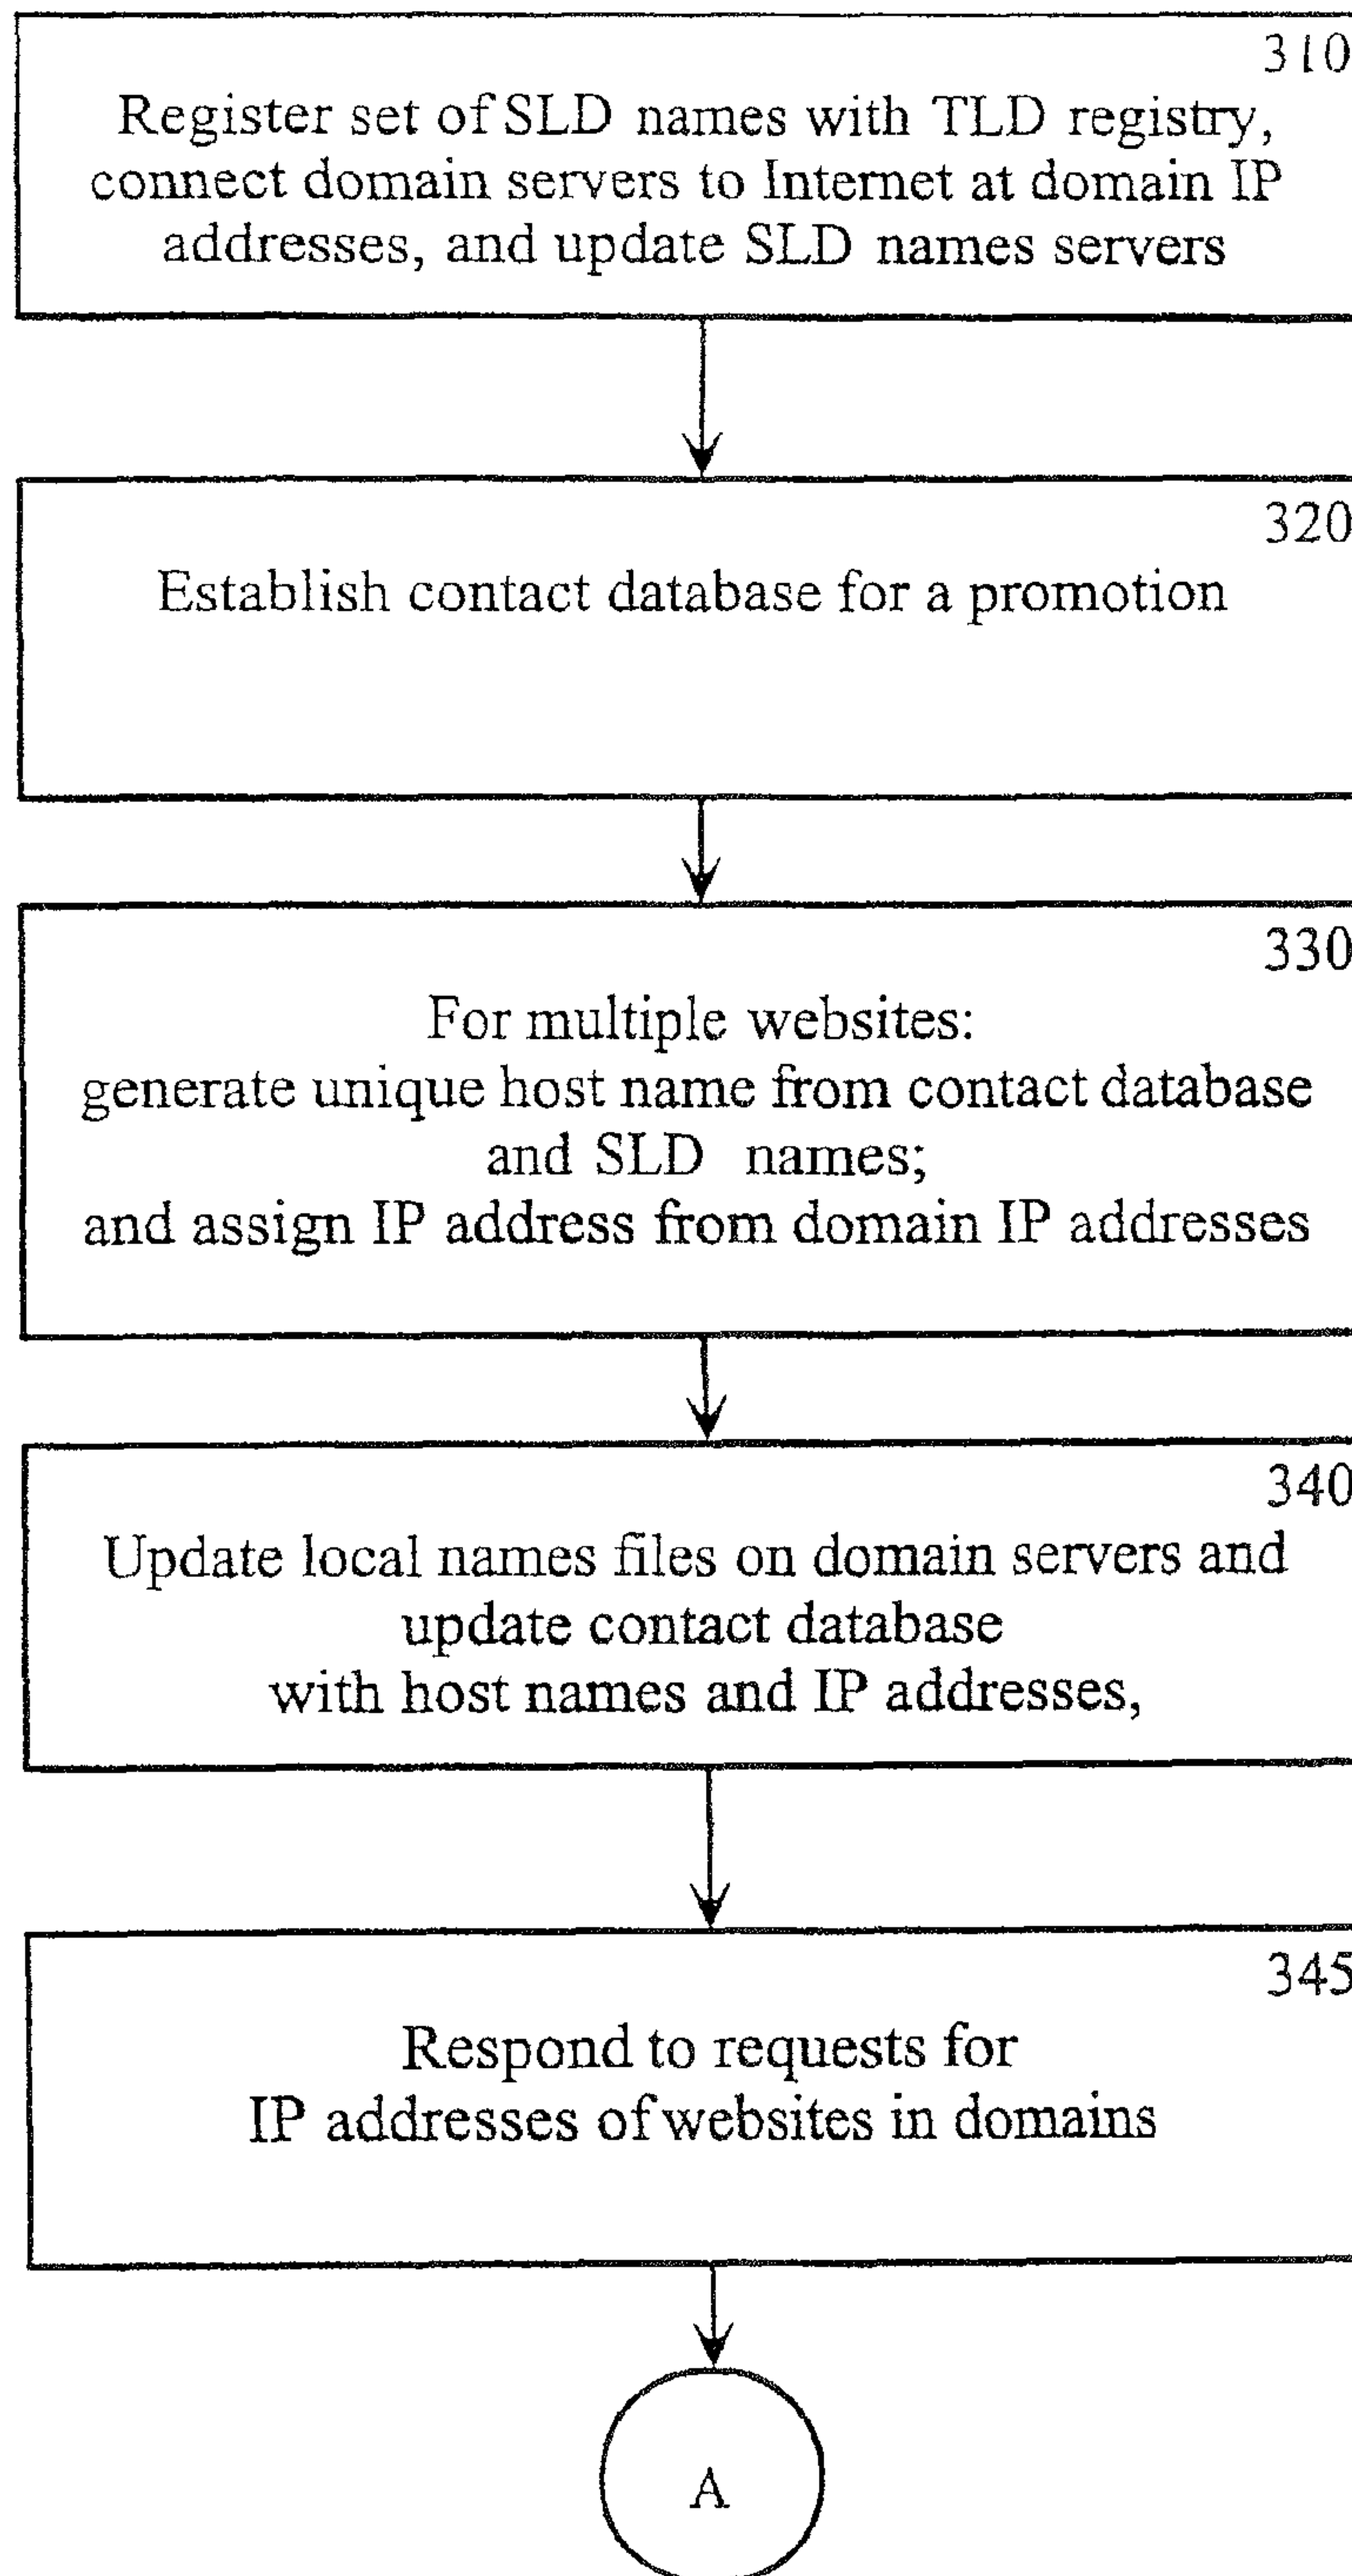 310
Register set of SLD names with TLD registry,
connect domain servers to Internet at domain IP
addresses, and update SLD names servers
320
Establish contact database for a promotion
330
For multiple websites:
generate unique host name from contact database
and SLD names;
and assign IP address from domain IP addresses
340
Update local names files on domain servers and
update contact database
with host names and IP addresses,
345
Respond to requests for
IP addresses of websites in domains
A